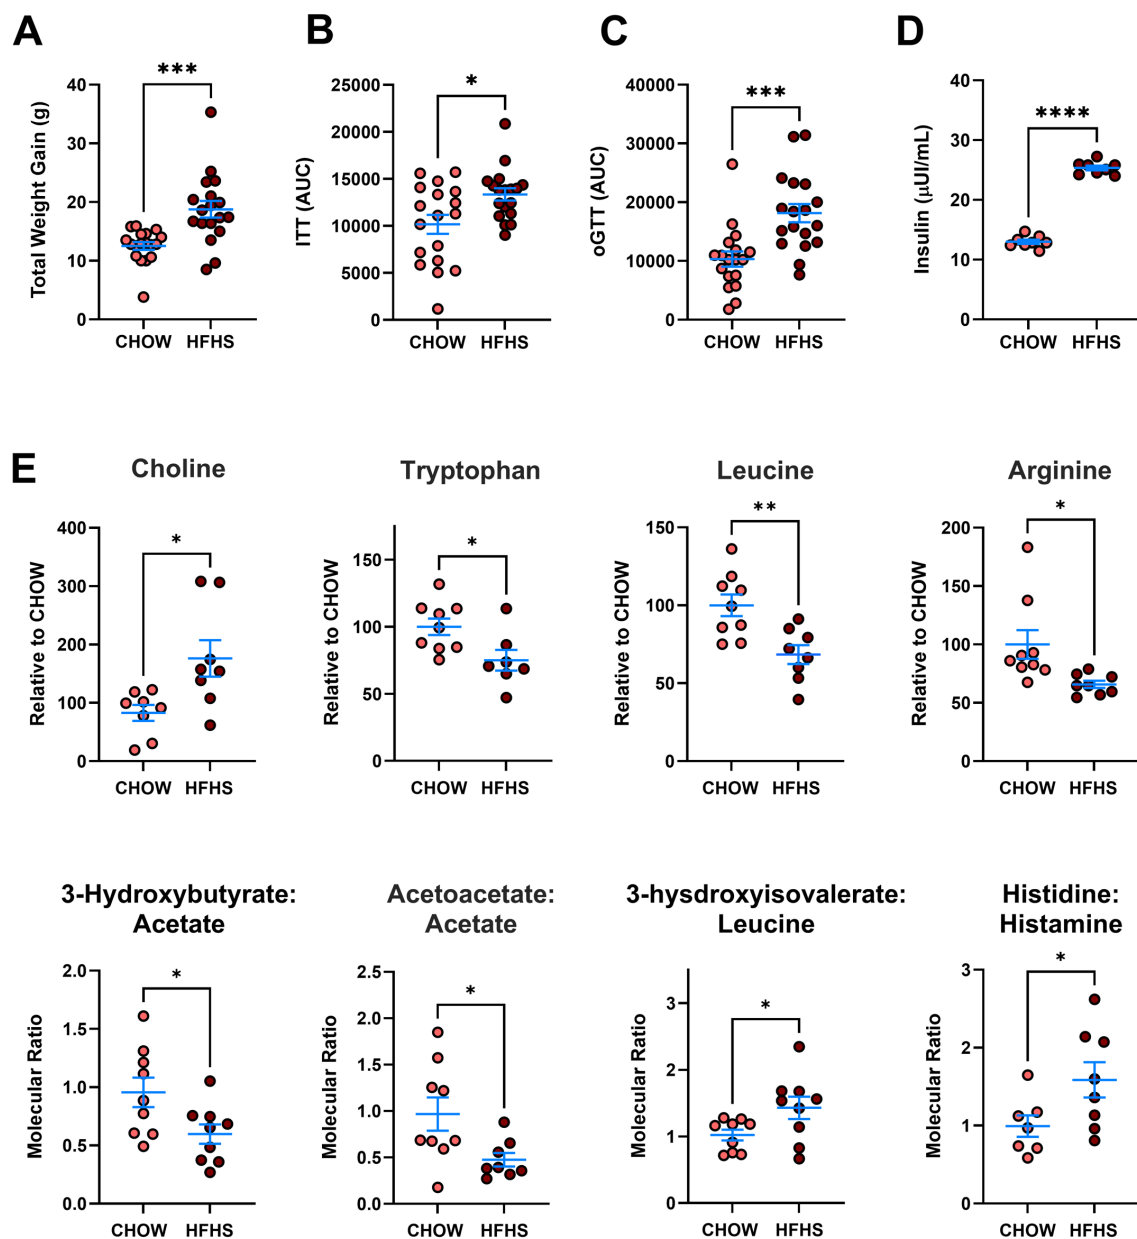 A
B
C
D
***
*
***
****
Total Weight Gain (g)
40
30
20
10
0
CHOW
HFHS
ITT (AUC)
25000
20000
15000
10000
5000
0
CHOW
HFHS
oGTT (AUC)
40000
30000
20000
10000
0
CHOW
HFHS
Insulin (µUI/mL)
40
30
20
10
0
CHOW
HFHS
E
Choline
*
Relative to CHOW
400
300
200
100
0
CHOW
HFHS
Tryptophan
*
Relative to CHOW
150
100
50
0
CHOW
HFHS
Leucine
**
Relative to CHOW
150
100
50
0
CHOW
HFHS
Arginine
*
Relative to CHOW
200
150
100
50
0
CHOW
HFHS
3-Hydroxybutyrate:
Acetate
*
Molecular Ratio
2.0
1.5
1.0
0.5
0.0
CHOW
HFHS
Acetoacetate:
Acetate
*
Molecular Ratio
2.5
2.0
1.5
1.0
0.5
0.0
CHOW
HFHS
3-hysdroxyisovalerate:
Leucine
*
Molecular Ratio
3
2
1
0
CHOW
HFHS
Histidine:
Histamine
*
Molecular Ratio
3
2
1
0
CHOW
HFHS